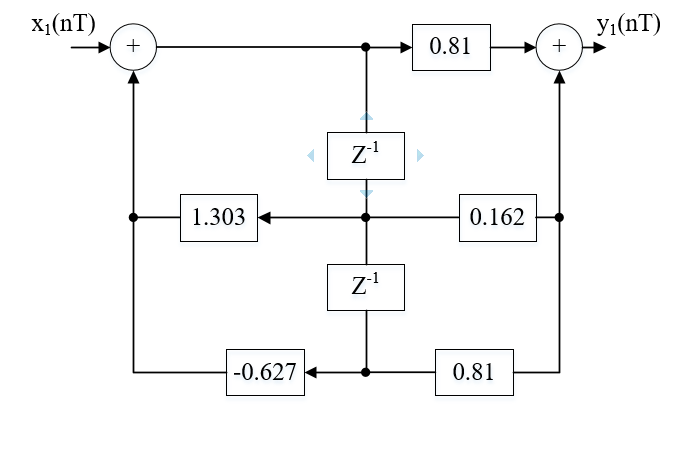 x₁(nT)
y₁(nT)
+
0.81
+
Z⁻¹
1.303
0.162
Z⁻¹
-0.627
0.81